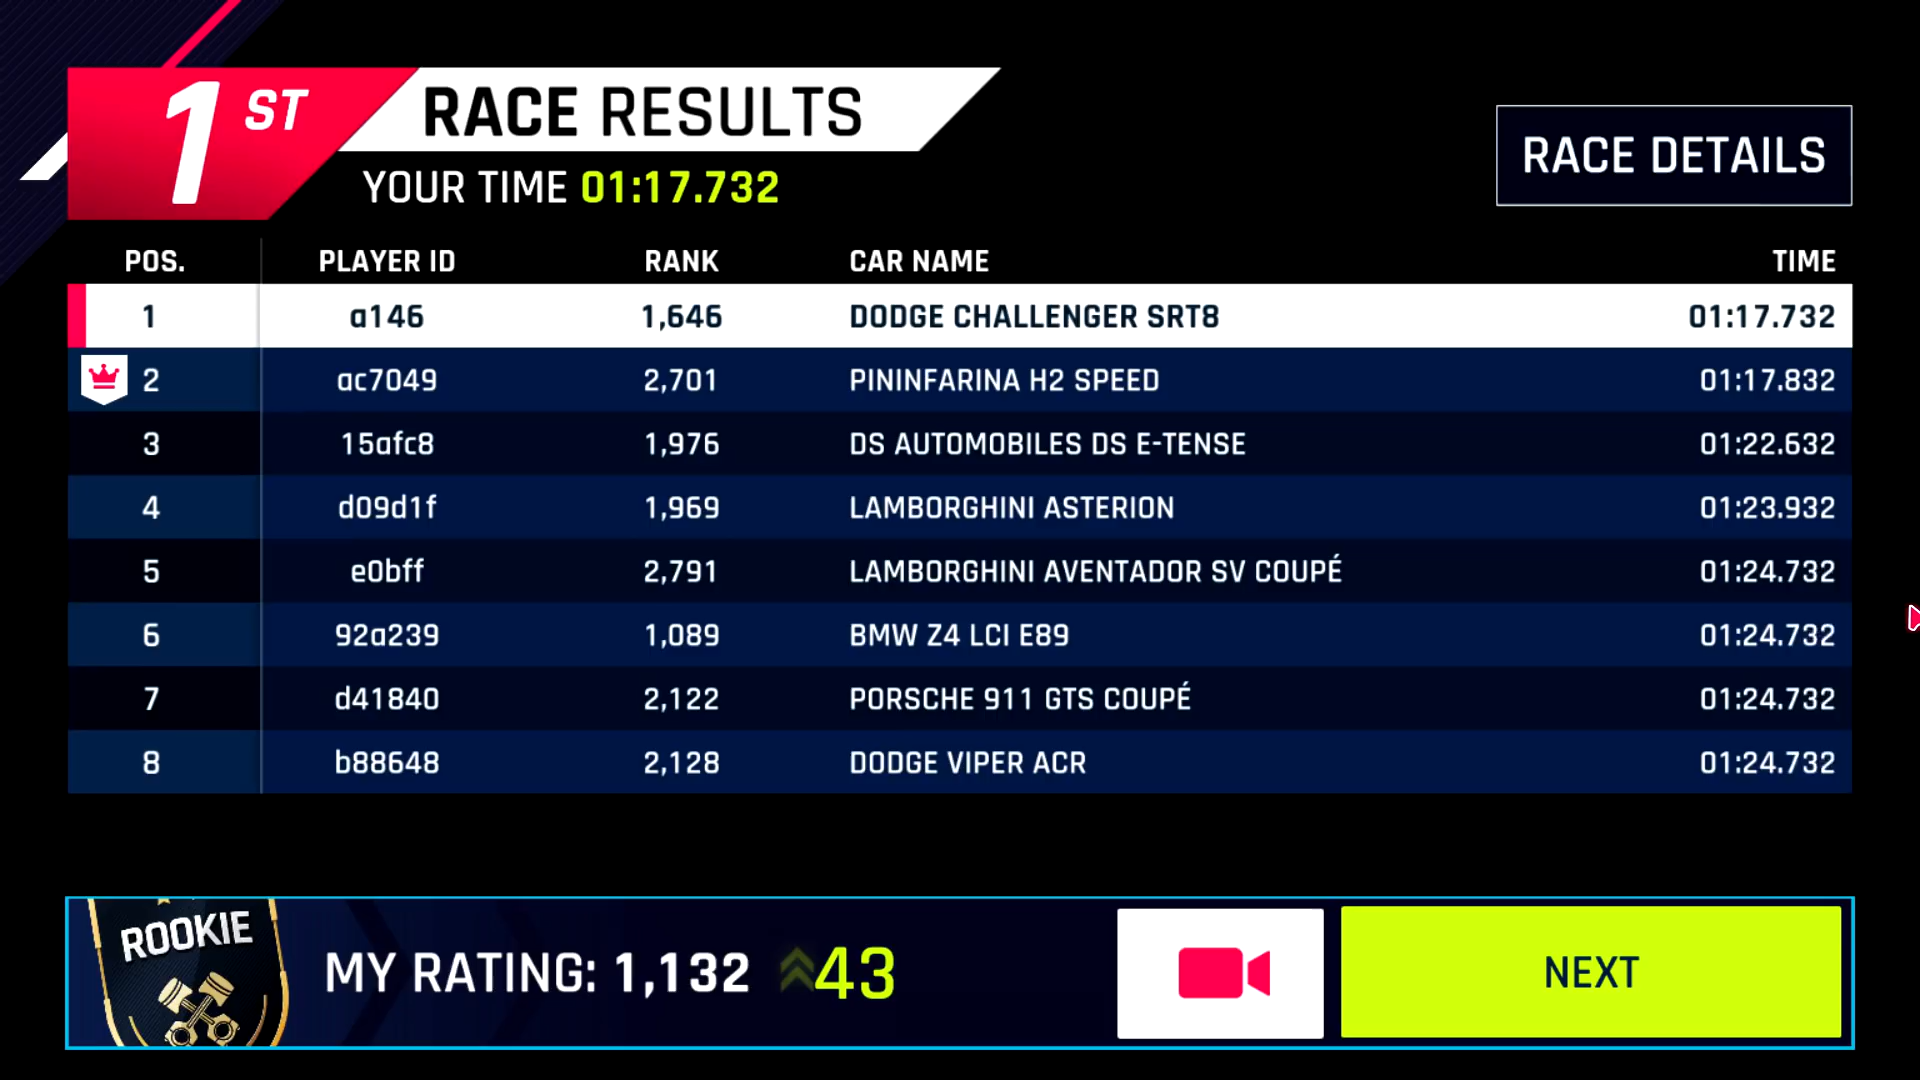 1 ST
RACE RESULTS
YOUR TIME 01:17.732
RACE DETAILS
POS. PLAYER ID RANK CAR NAME TIME
1 a146 1,646 DODGE CHALLENGER SRT8 01:17.732
2 ac7049 2,701 PININFARINA H2 SPEED 01:17.832
3 15afc8 1,976 DS AUTOMOBILES DS E-TENSE 01:22.632
4 d09d1f 1,969 LAMBORGHINI ASTERION 01:23.932
5 e0bff 2,791 LAMBORGHINI AVENTADOR SV COUPÉ 01:24.732
6 92a239 1,089 BMW Z4 LCI E89 01:24.732
7 d41840 2,122 PORSCHE 911 GTS COUPÉ 01:24.732
8 b88648 2,128 DODGE VIPER ACR 01:24.732
ROOKIE
MY RATING: 1,132 43
NEXT